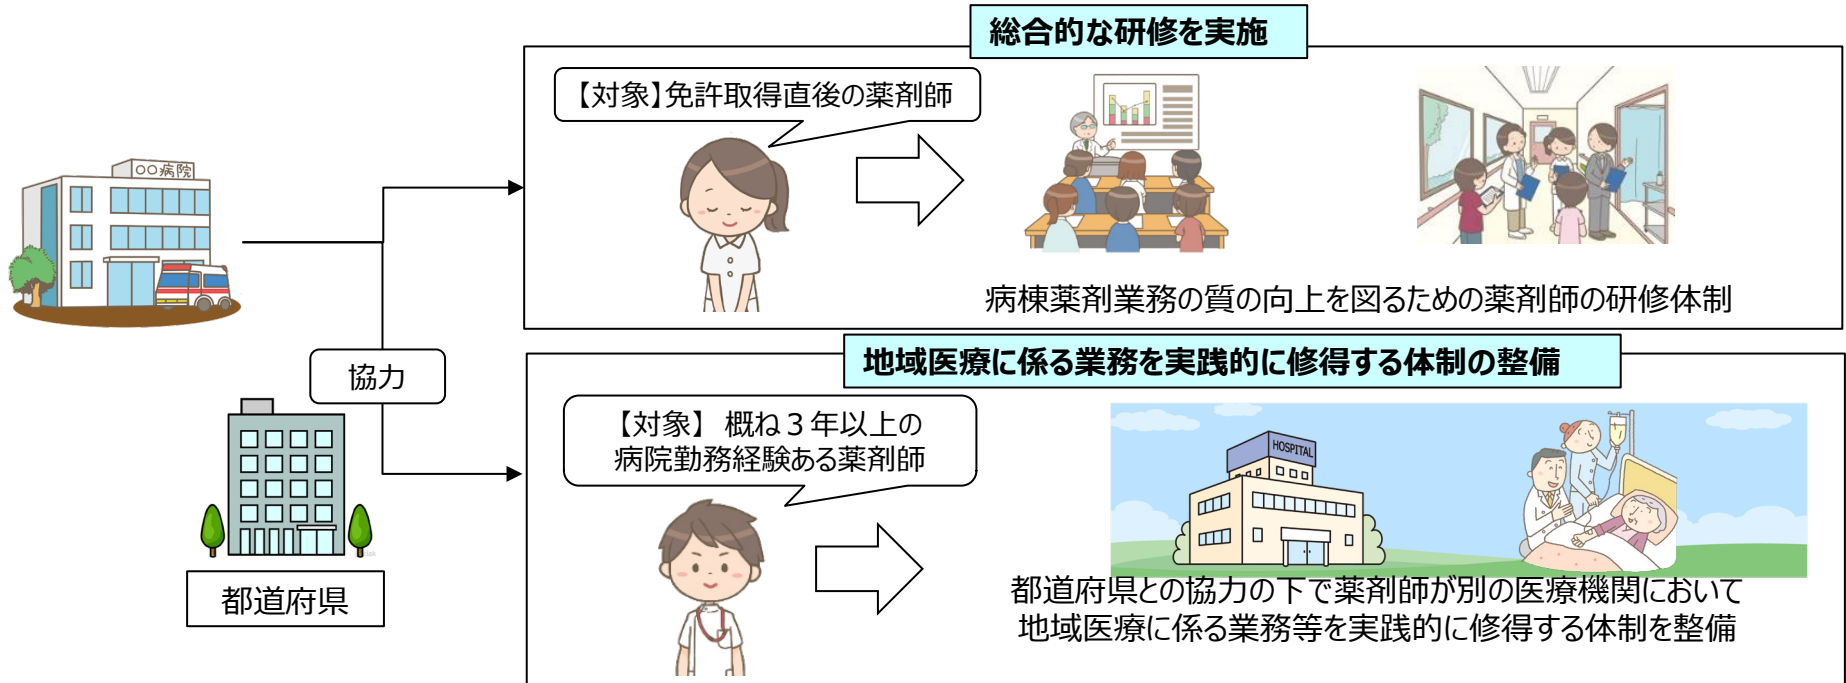 総合的な研修を実施
【対象】免許取得直後の薬剤師
〇〇病院
病棟薬剤業務の質の向上を図るための薬剤師の研修体制
協力
都道府県
地域医療に係る業務を実践的に修得する体制の整備
【対象】 概ね３年以上の
病院勤務経験ある薬剤師
HOSPITAL
都道府県との協力の下で薬剤師が別の医療機関において
地域医療に係る業務等を実践的に修得する体制を整備